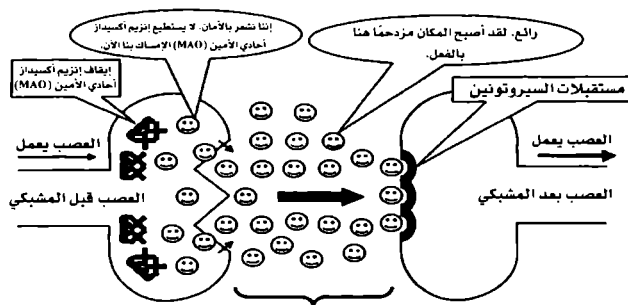 إننا نشعر بالأمان. لا يستطيع إنزيم أكسيداز
أحادي الأمين (MAO) الإمساك بنا الآن.
رائع. لقد أصبح المكان مزدحمًا هنا
بالفعل.
إيقاف إنزيم أكسيداز
أحادي الأمين (MAO)
مستقبلات السيروتونين
العصب يعمل
العصب يعمل
العصب قبل المشبكي
العصب بعد المشبكي